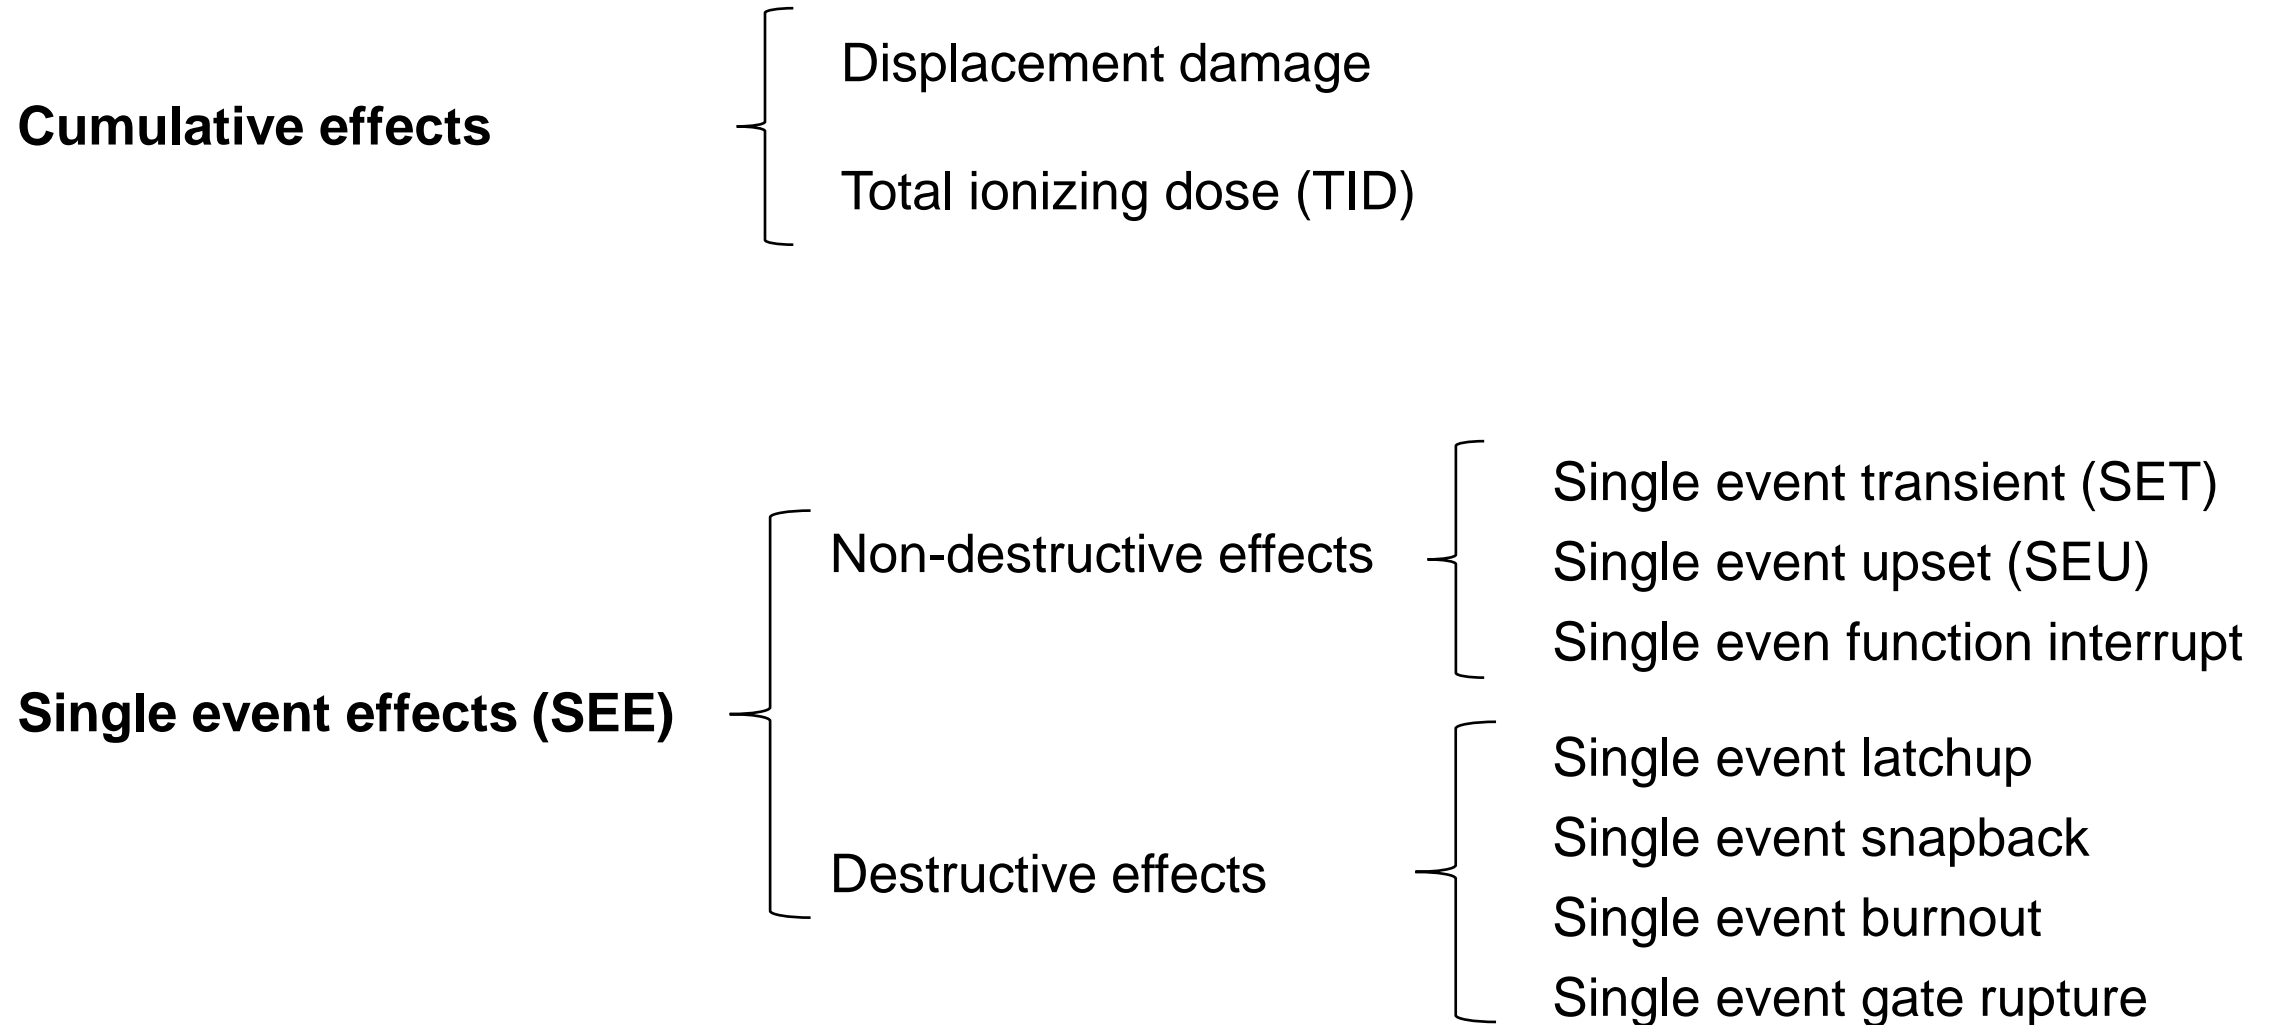 Cumulative effects
Displacement damage
Total ionizing dose (TID)
Single event effects (SEE)
Non-destructive effects
Single event transient (SET)
Single event upset (SEU)
Single even function interrupt
Destructive effects
Single event latchup
Single event snapback
Single event burnout
Single event gate rupture